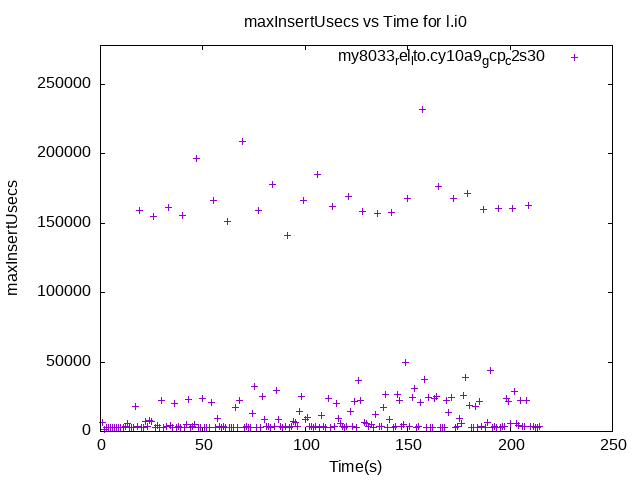 maxInsertUsecs vs Time for l.i0
my8033_rel_lto.cy10a9_gcp_c2s30
maxInsertUsecs
250000
200000
150000
100000
50000
0
0 50 100 150 200 250
Time(s)